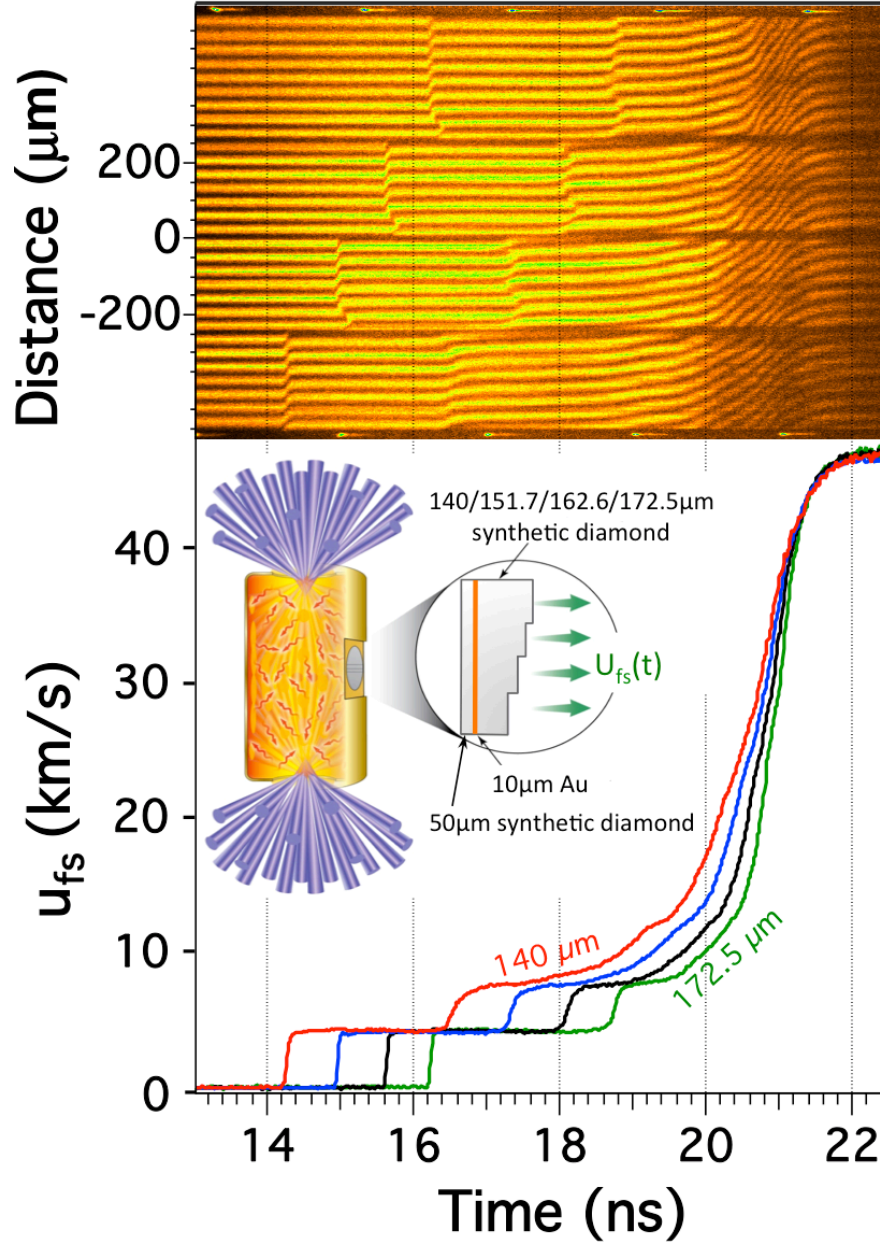 Distance (μm)
200
0
-200
140/151.7/162.6/172.5μm
synthetic diamond
Ufs(t)
10μm Au
50μm synthetic diamond
ufs (km/s)
40
30
20
10
0
140 μm
172.5 μm
14
16
18
20
22
Time (ns)